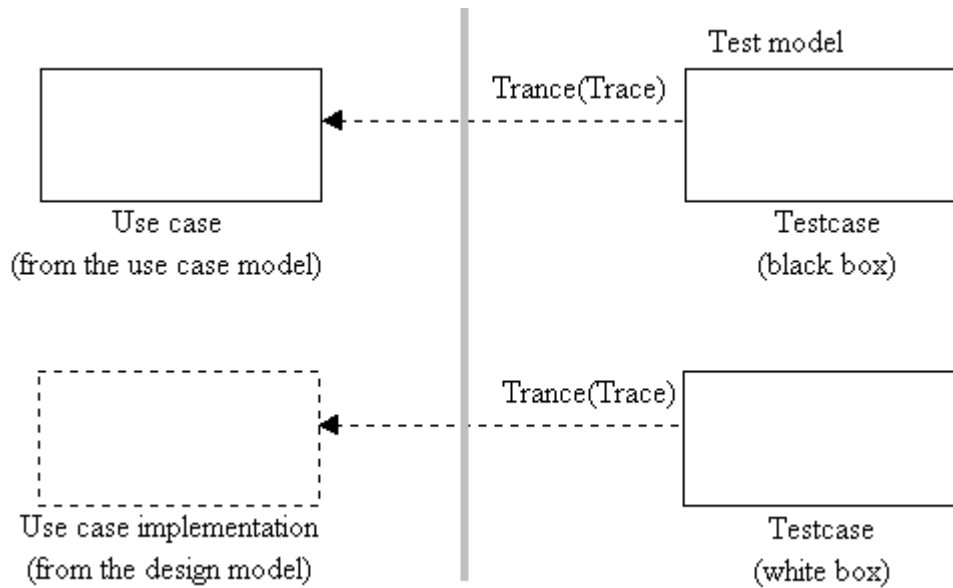 Test model
Trance(Trace)
Use case
(from the use case model)
Testcase
(black box)
Trance(Trace)
Use case implementation
(from the design model)
Testcase
(white box)